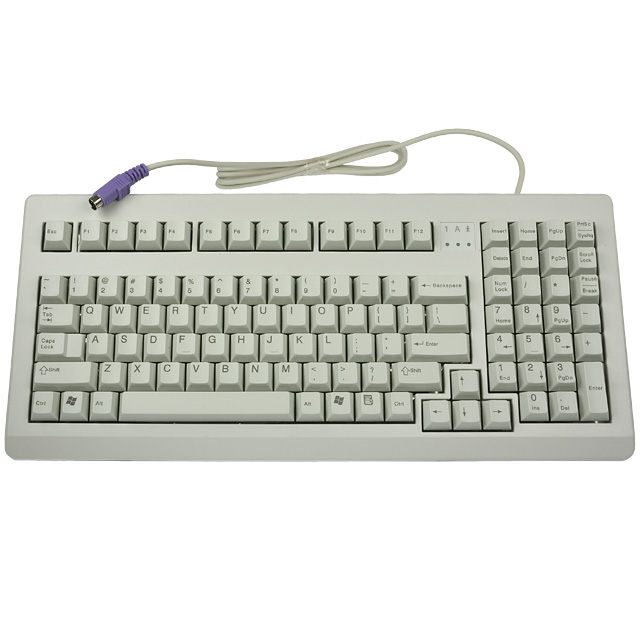 Esc F1 F2 F3 F4 F5 F6 F7 F8 F9 F10 F11 F12 1 A Insert Home PgUp PrtSc SysRq
Delete End PgDn Scroll Lock
~ ! @ # $ % ^ & * ( ) _ + Backspace
1 2 3 4 5 6 7 8 9 0 - =
Num Lock / * Pause Break
Tab Q W E R T Y U I O P { } |
[ ] \
7 Home 8 9 PgUp -
Caps Lock A S D F G H J K L : " Enter
4 5 6 +
Shift Z X C V B N M < > ? Shift
, . /
1 End 2 3 PgDn Enter
Ctrl Alt Alt Ctrl
0 Ins . Del